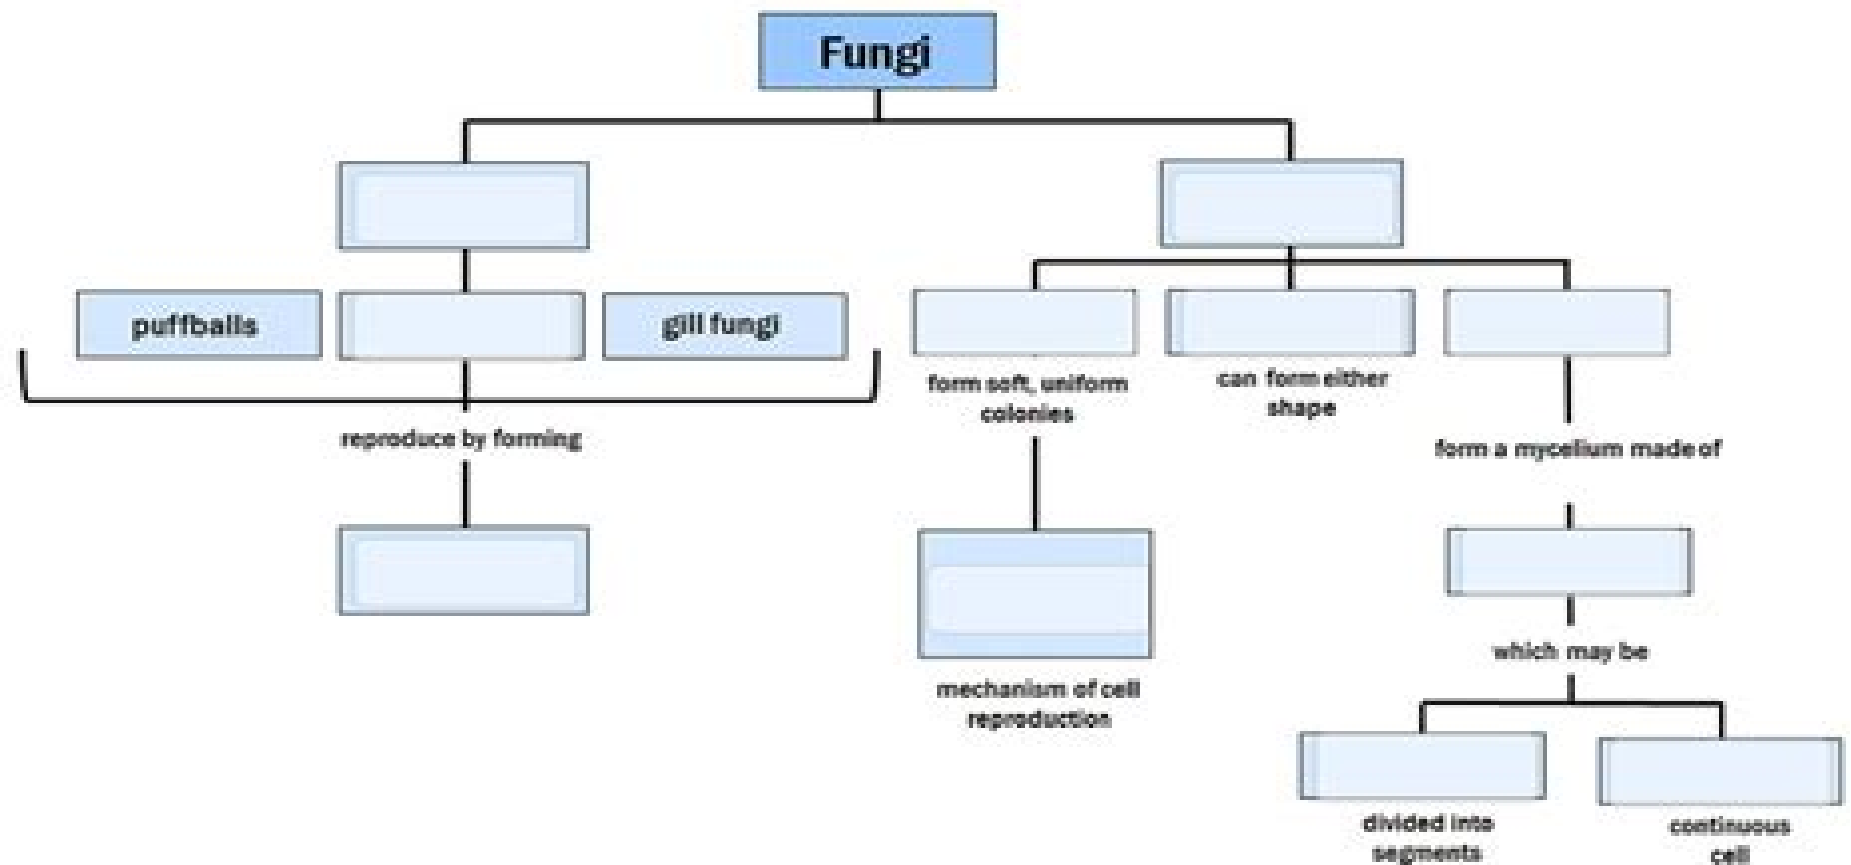 Fungi
puffballs
gill fungi
form soft, uniform
colonies
can form either
shape
reproduce by forming
form a mycelium made of
which may be
mechanism of cell
reproduction
divided into
segments
continuous
cell